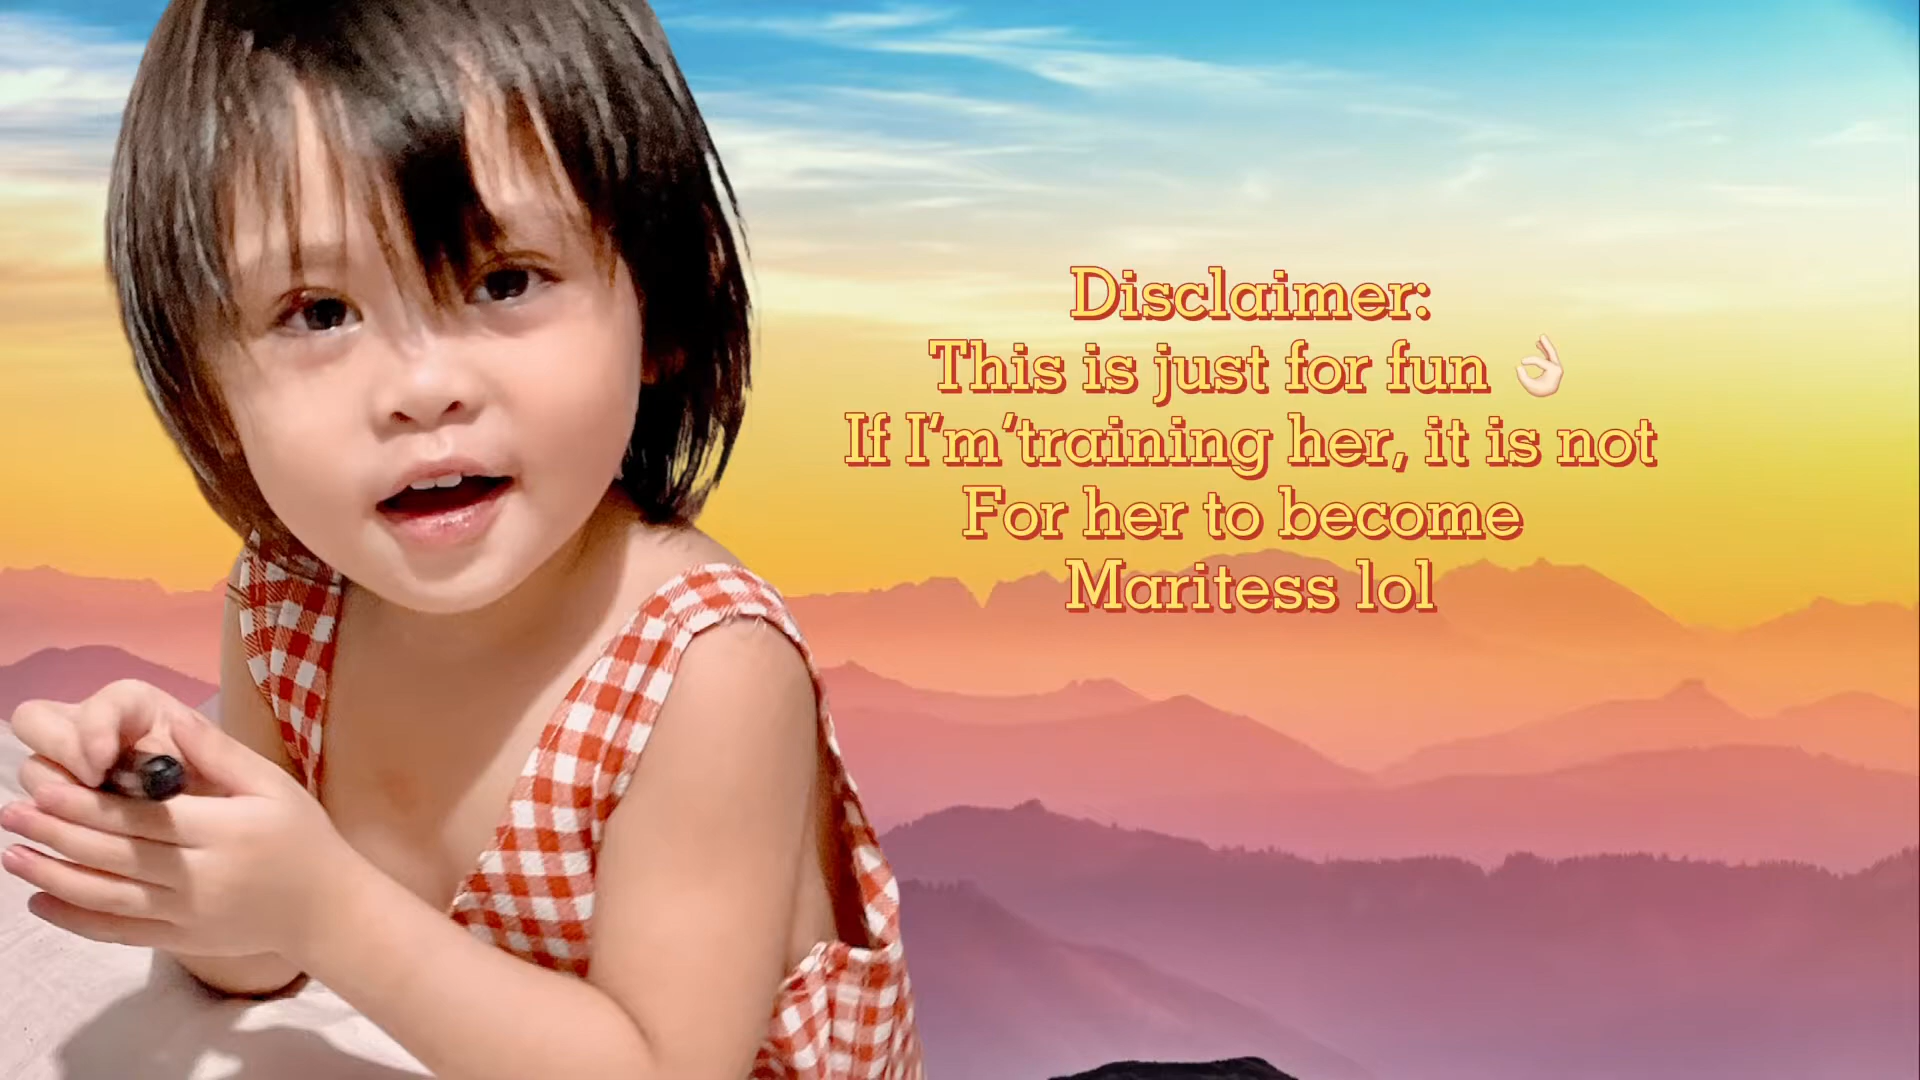 Disclaimer:
This is just for fun 👌🏻
If I'm'training her, it is not
For her to become
Maritess lol